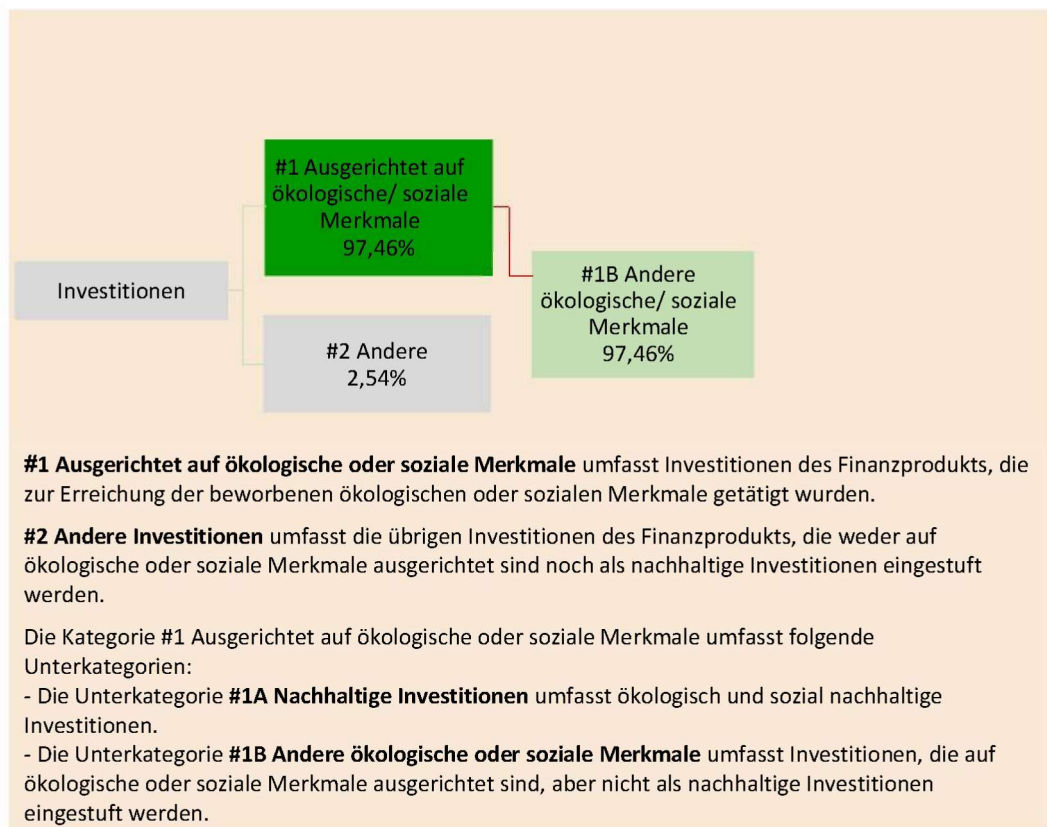 #1 Ausgerichtet auf
ökologische/ soziale
Merkmale
97,46%
Investitionen
#1B Andere
ökologische/ soziale
Merkmale
97,46%
#2 Andere
2,54%
#1 Ausgerichtet auf ökologische oder soziale Merkmale umfasst Investitionen des Finanzprodukts, die
zur Erreichung der beworbenen ökologischen oder sozialen Merkmale getätigt wurden.
#2 Andere Investitionen umfasst die übrigen Investitionen des Finanzprodukts, die weder auf
ökologische oder soziale Merkmale ausgerichtet sind noch als nachhaltige Investitionen eingestuft
werden.
Die Kategorie #1 Ausgerichtet auf ökologische oder soziale Merkmale umfasst folgende
Unterkategorien:
- Die Unterkategorie #1A Nachhaltige Investitionen umfasst ökologisch und sozial nachhaltige
Investitionen.
- Die Unterkategorie #1B Andere ökologische oder soziale Merkmale umfasst Investitionen, die auf
ökologische oder soziale Merkmale ausgerichtet sind, aber nicht als nachhaltige Investitionen
eingestuft werden.